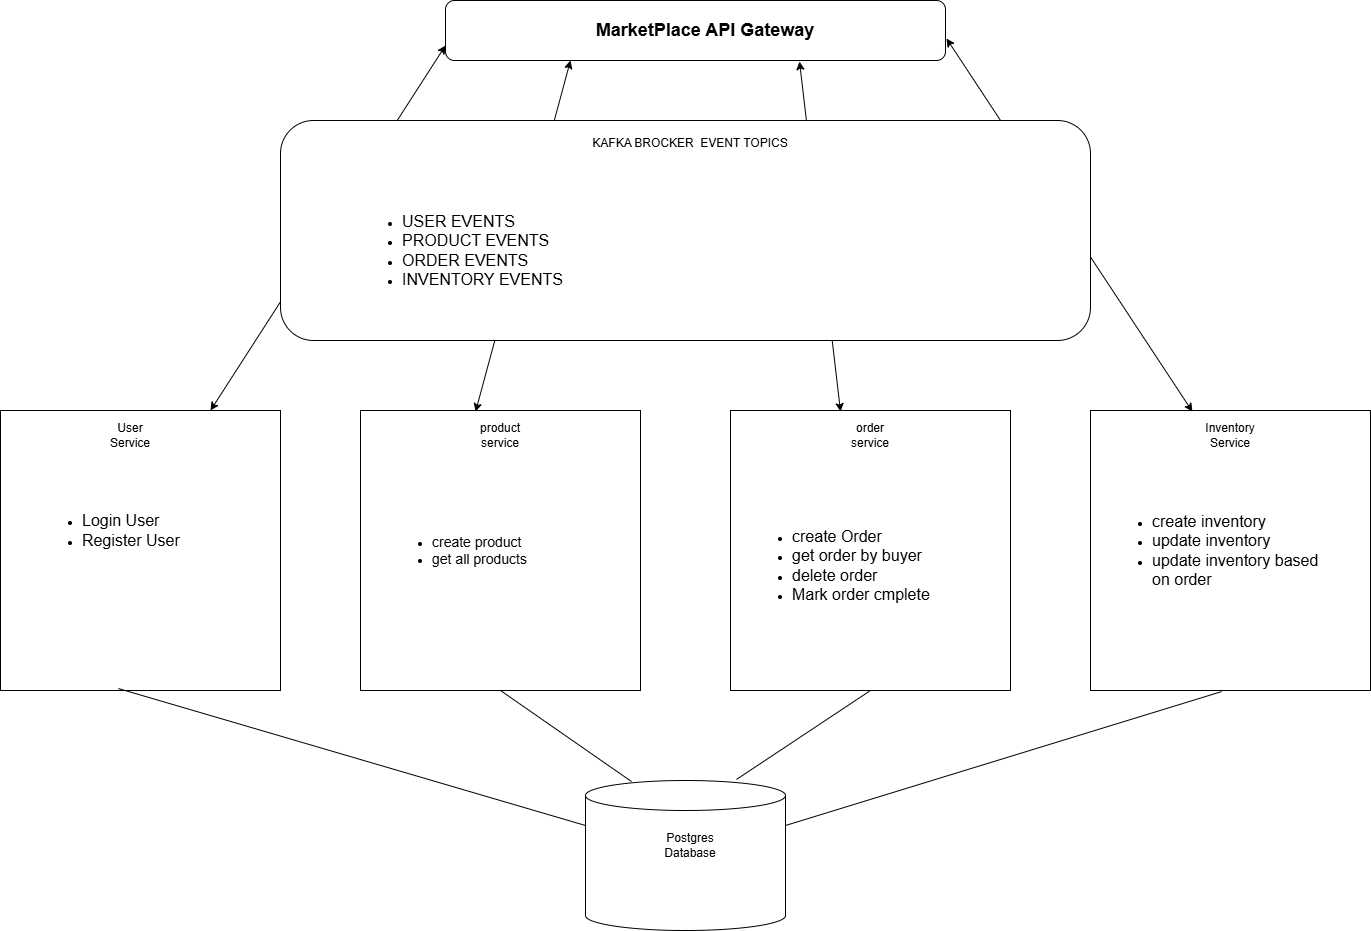 MarketPlace API Gateway
KAFKA BROCKER  EVENT TOPICS
USER EVENTS
PRODUCT EVENTS
ORDER EVENTS
INVENTORY EVENTS
User
Service
Login User
Register User
product
service
create product
get all products
order
service
create Order
get order by buyer
delete order
Mark order cmplete
Inventory
Service
create inventory
update inventory
update inventory based
on order
Postgres
Database